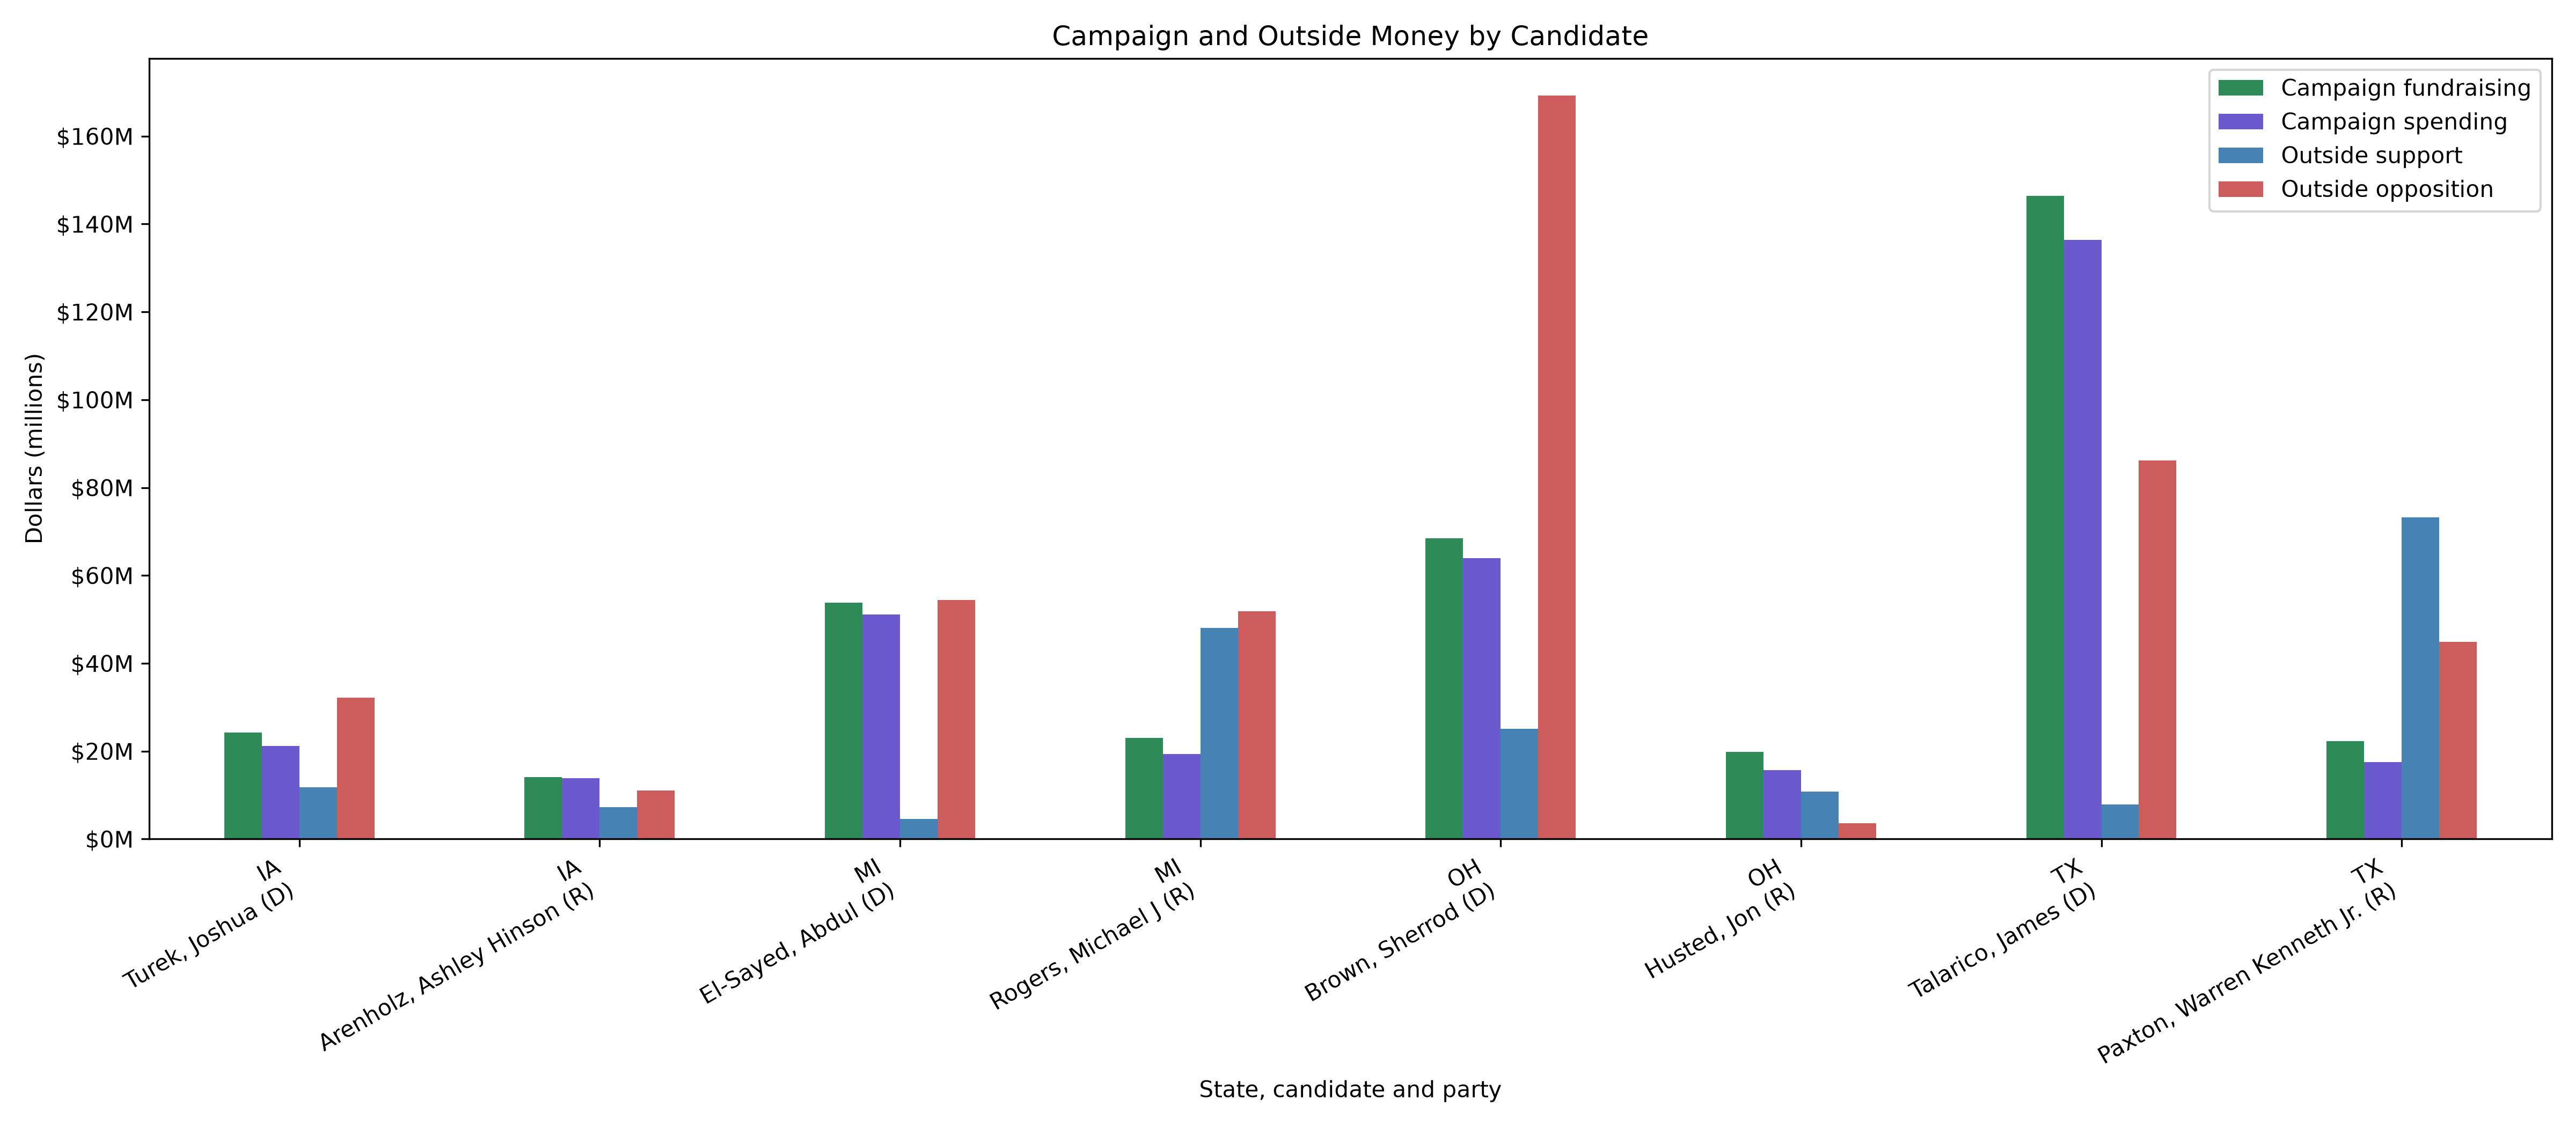 Campaign and Outside Money by Candidate
Campaign fundraising
Campaign spending
Outside support
Outside opposition
Dollars (millions)
$160M
$140M
$120M
$100M
$80M
$60M
$40M
$20M
$0M
IA
Turek, Joshua (D)
IA
Arenholz, Ashley Hinson (R)
MI
El-Sayed, Abdul (D)
MI
Rogers, Michael J (R)
OH
Brown, Sherrod (D)
OH
Husted, Jon (R)
TX
Talarico, James (D)
TX
Paxton, Warren Kenneth Jr. (R)
State, candidate and party